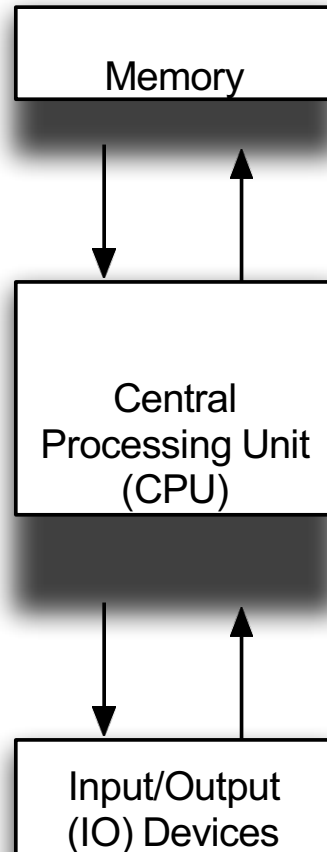 Memory
Central
Processing Unit
(CPU)
Input/Output
(IO) Devices